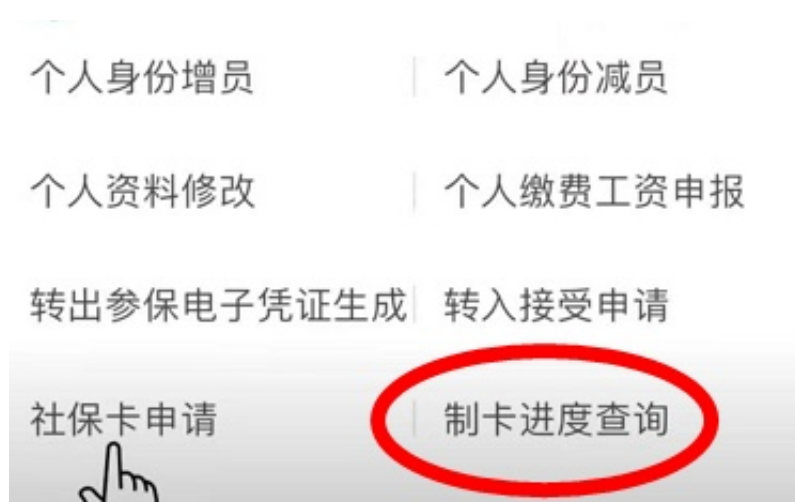 个人身份增员
个人身份减员
个人资料修改
个人缴费工资申报
转出参保电子凭证生成
转入接受申请
社保卡申请
制卡进度查询